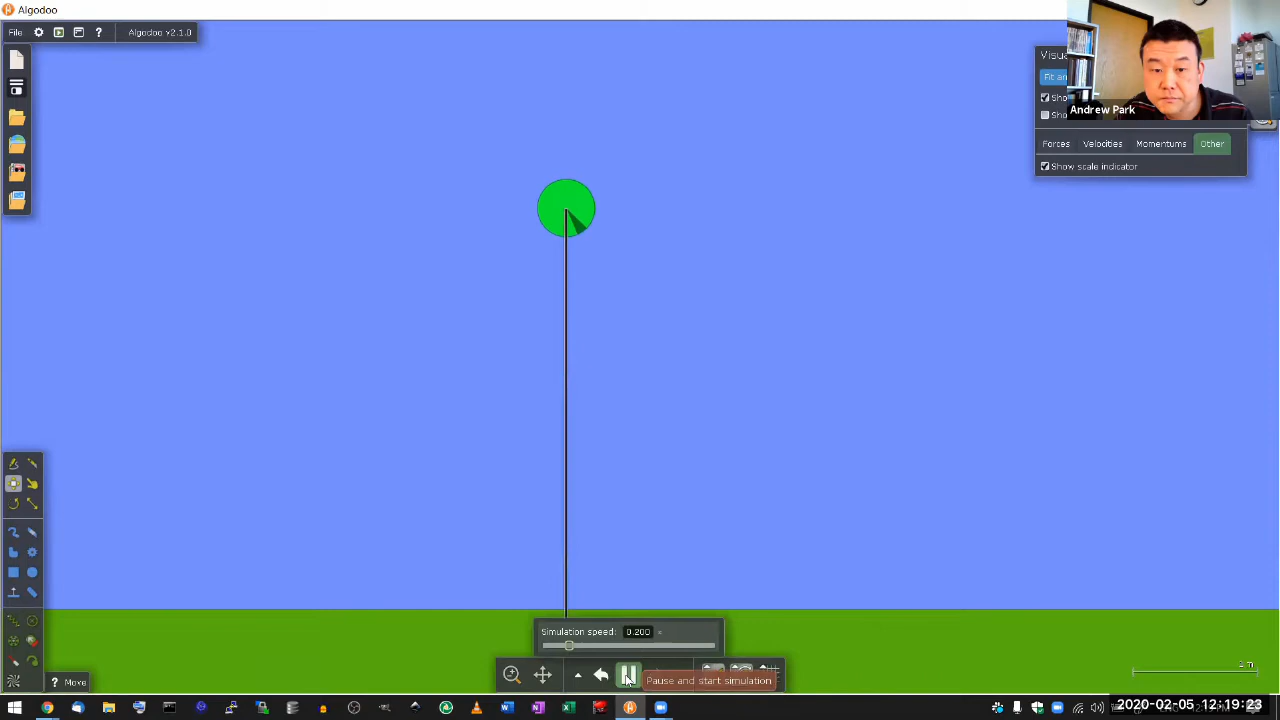 Algodoo
File ? Algodoo v2.1.0
Andrew Park
Forces Velocities Momentums Other
Show scale indicator
Simulation speed: 0.200 x
Pause and start simulation
? Move
2020-02-05 12:19:23